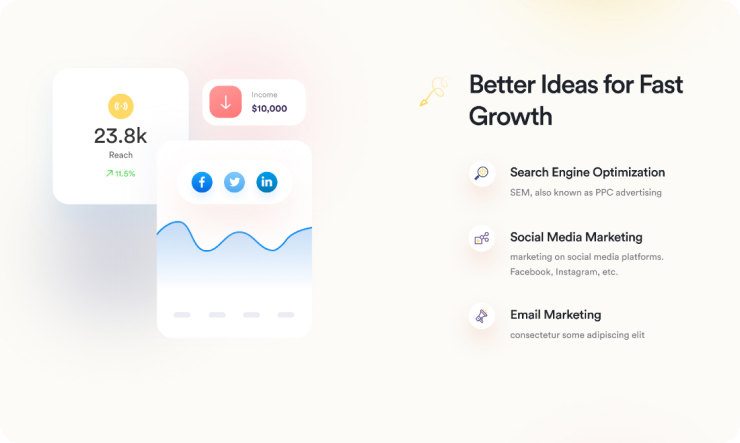 23.8k
Reach
11.5%
Income
$10,000
Better Ideas for Fast
Growth
Search Engine Optimization
SEM, also known as PPC advertising
Social Media Marketing
marketing on social media platforms.
Facebook, Instagram, etc.
Email Marketing
consectetur some adipiscing elit